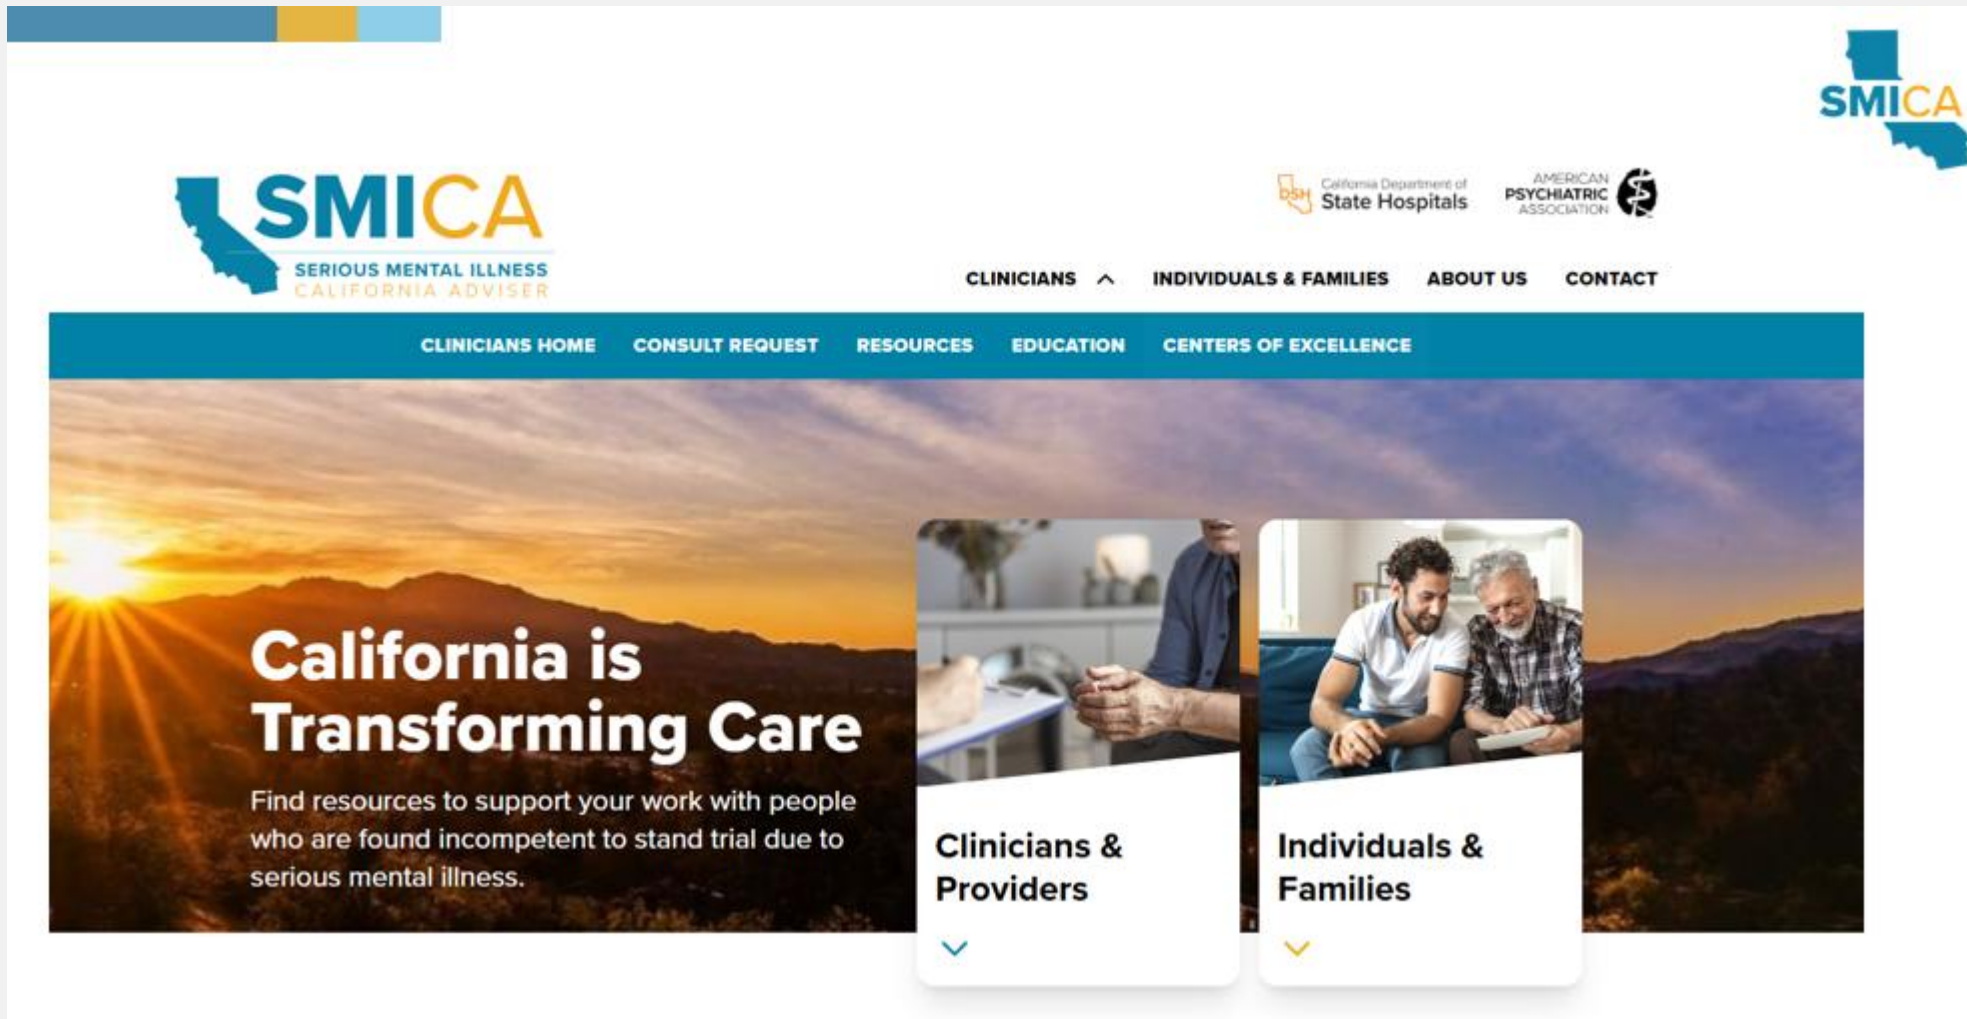 SMICA
SMICA
SERIOUS MENTAL ILLNESS
CALIFORNIA ADVISER
DSH
California Department of
State Hospitals
AMERICAN
PSYCHIATRIC
ASSOCIATION
CLINICIANS INDIVIDUALS & FAMILIES ABOUT US CONTACT
CLINICIANS HOME CONSULT REQUEST RESOURCES EDUCATION CENTERS OF EXCELLENCE
California is
Transforming Care
Find resources to support your work with people
who are found incompetent to stand trial due to
serious mental illness.
Clinicians &
Providers
Individuals &
Families